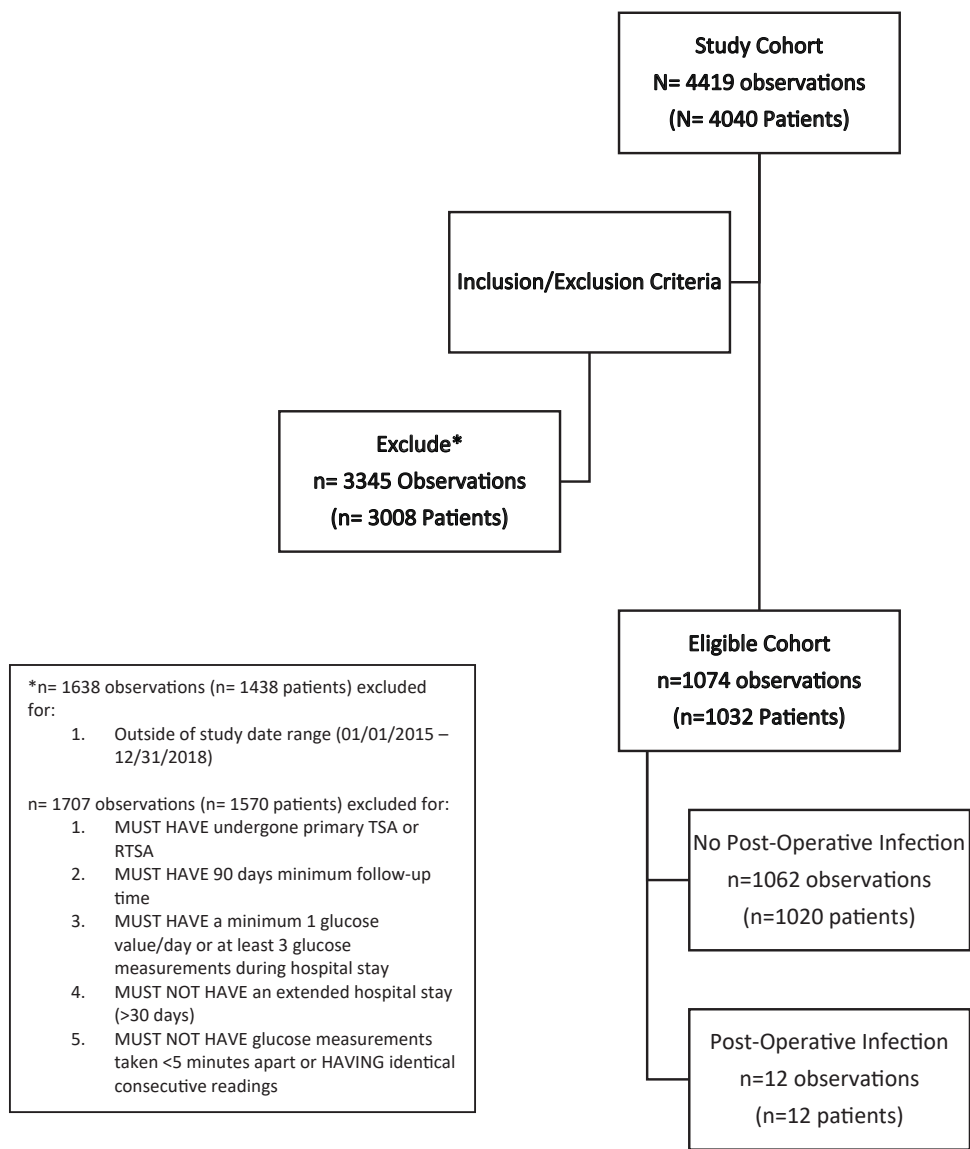 Study Cohort
N= 4419 observations
(N= 4040 Patients)
Inclusion/Exclusion Criteria
Exclude*
n= 3345 Observations
(n= 3008 Patients)
Eligible Cohort
n=1074 observations
(n=1032 Patients)
*n= 1638 observations (n= 1438 patients) excluded
for:
1. Outside of study date range (01/01/2015 –
12/31/2018)
n= 1707 observations (n= 1570 patients) excluded for:
1. MUST HAVE undergone primary TSA or
RTSA
2. MUST HAVE 90 days minimum follow-up
time
3. MUST HAVE a minimum 1 glucose
value/day or at least 3 glucose
measurements during hospital stay
4. MUST NOT HAVE an extended hospital stay
(>30 days)
5. MUST NOT HAVE glucose measurements
taken <5 minutes apart or HAVING identical
consecutive readings
No Post-Operative Infection
n=1062 observations
(n=1020 patients)
Post-Operative Infection
n=12 observations
(n=12 patients)